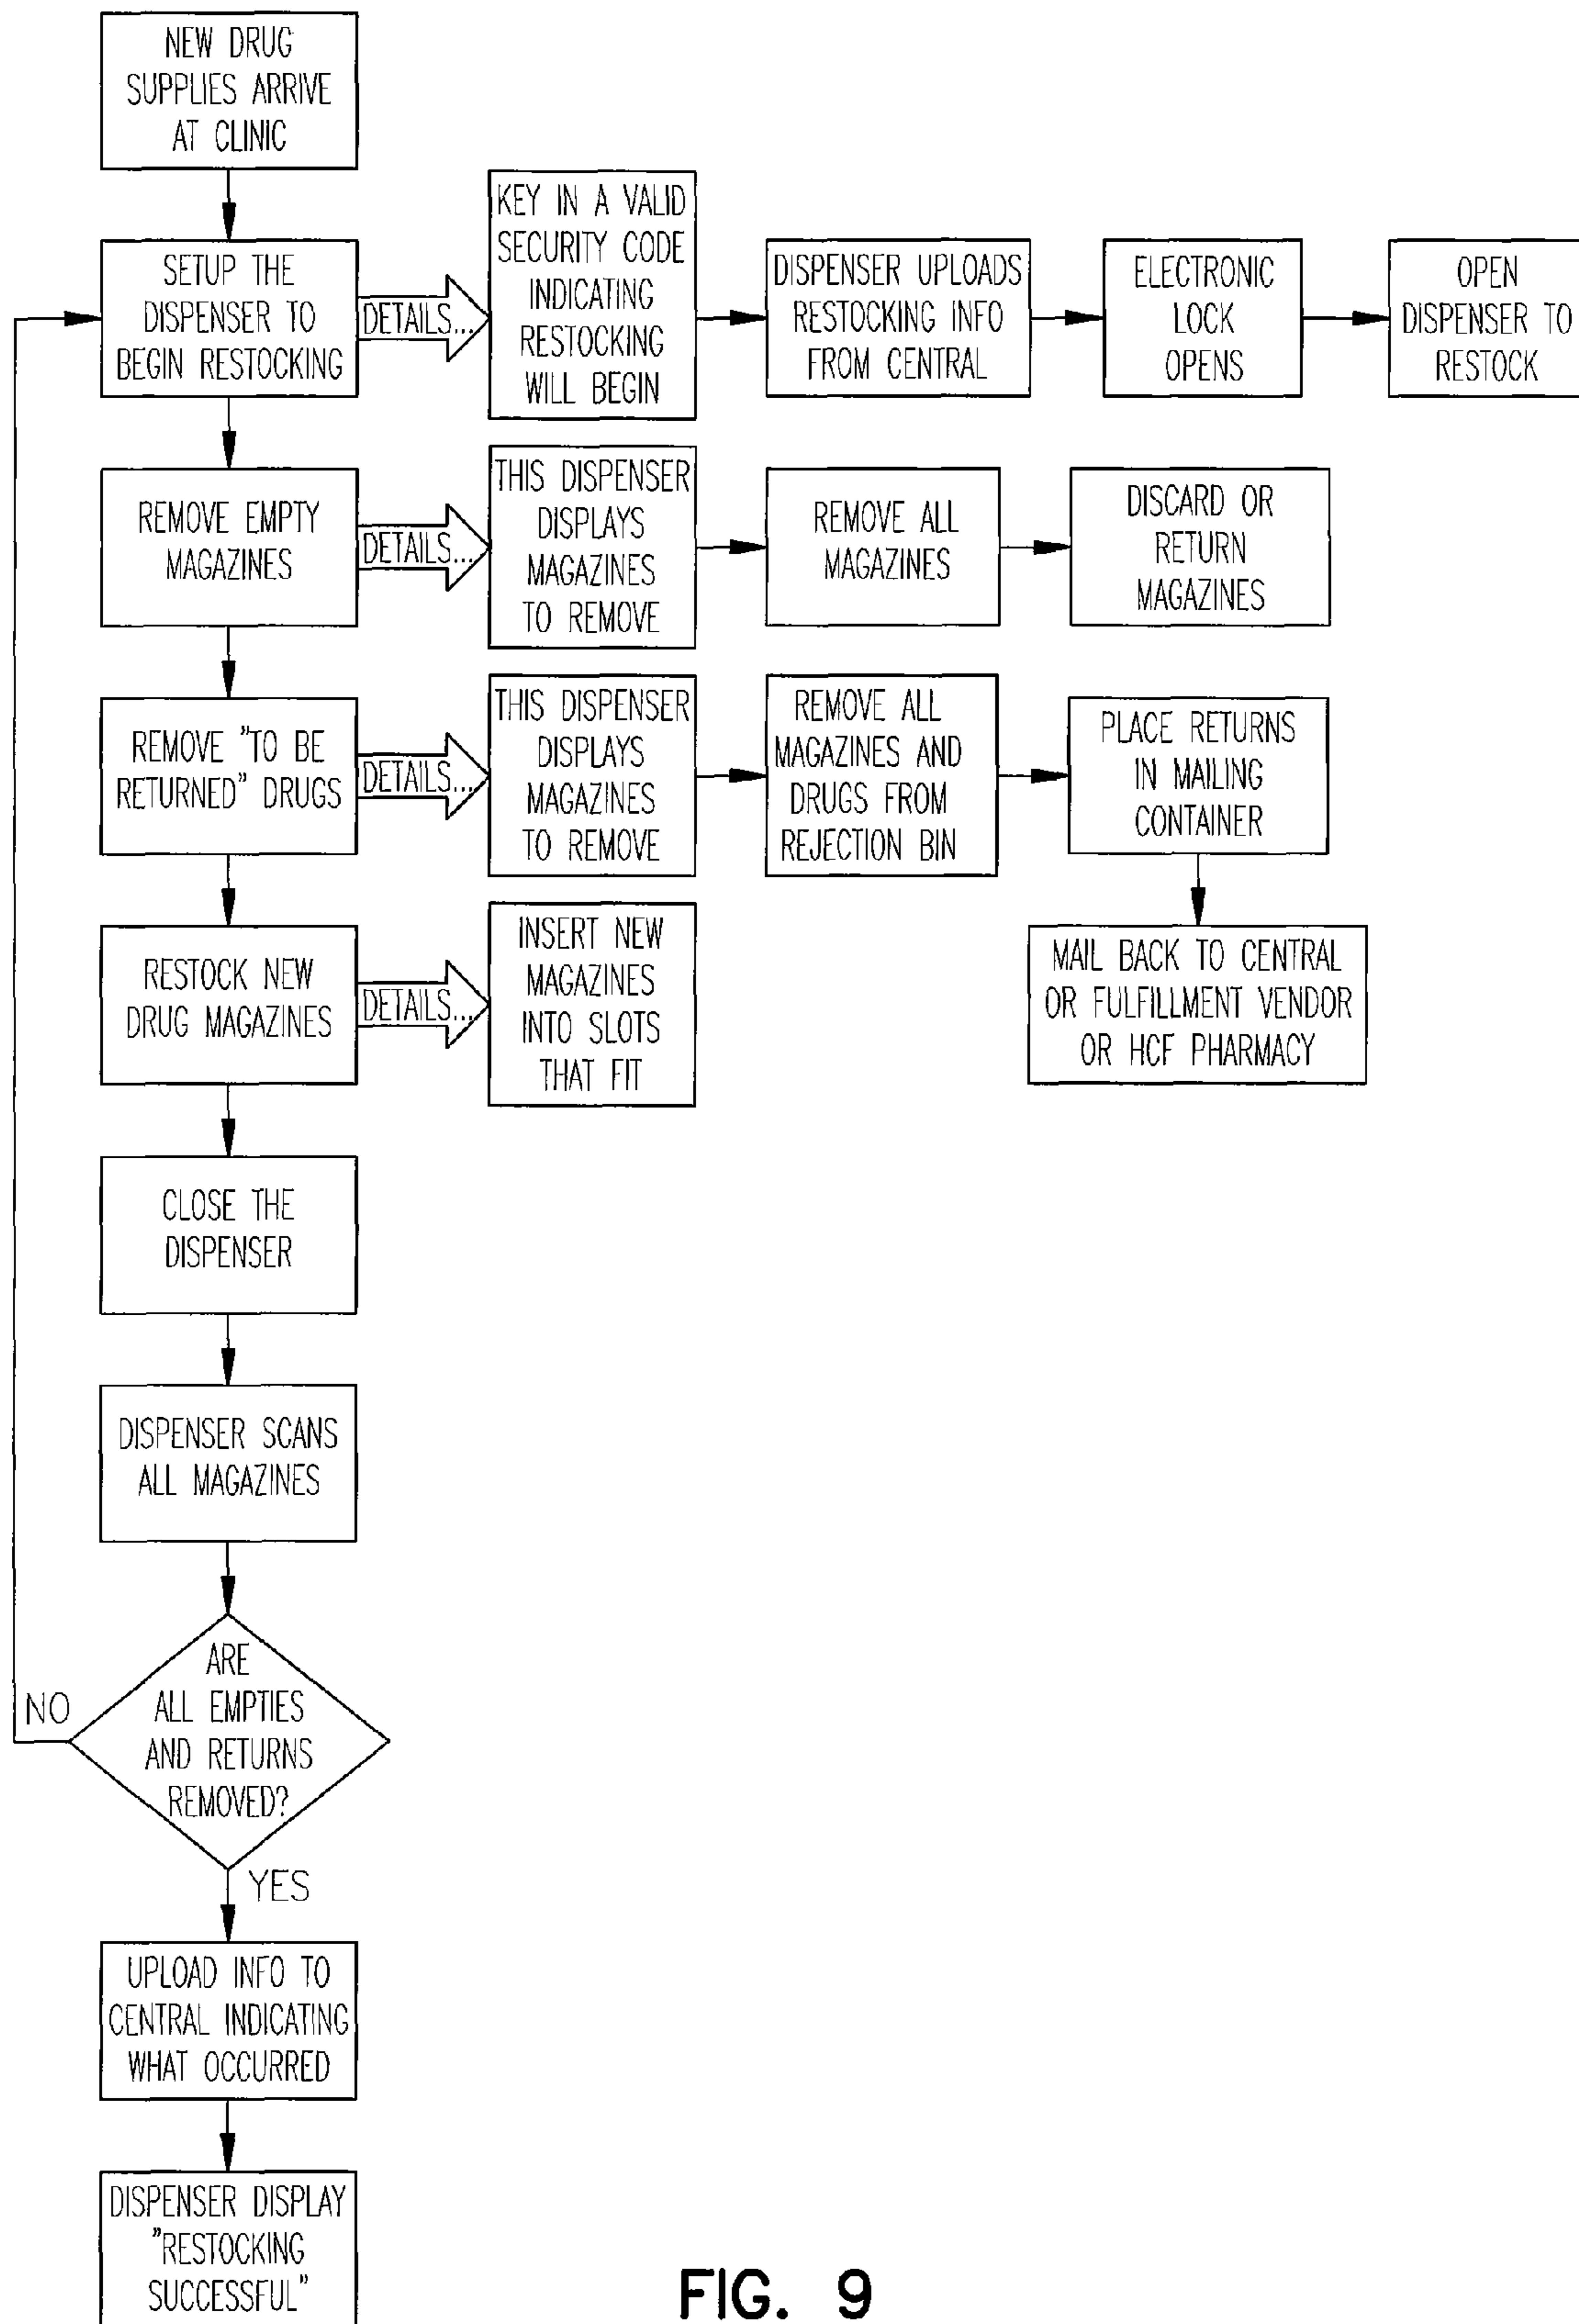 NEW DRUG
SUPPLIES ARRIVE
AT CLINIC
SETUP THE
DISPENSER TO
BEGIN RESTOCKING
DETAILS...
KEY IN A VALID
SECURITY CODE
INDICATING
RESTOCKING
WILL BEGIN
DISPENSER UPLOADS
RESTOCKING INFO
FROM CENTRAL
ELECTRONIC
LOCK
OPENS
OPEN
DISPENSER TO
RESTOCK
REMOVE EMPTY
MAGAZINES
DETAILS...
THIS DISPENSER
DISPLAYS
MAGAZINES
TO REMOVE
REMOVE ALL
MAGAZINES
DISCARD OR
RETURN
MAGAZINES
REMOVE "TO BE
RETURNED" DRUGS
DETAILS...
THIS DISPENSER
DISPLAYS
MAGAZINES
TO REMOVE
REMOVE ALL
MAGAZINES AND
DRUGS FROM
REJECTION BIN
PLACE RETURNS
IN MAILING
CONTAINER
MAIL BACK TO CENTRAL
OR FULFILLMENT VENDOR
OR HCF PHARMACY
RESTOCK NEW
DRUG MAGAZINES
DETAILS...
INSERT NEW
MAGAZINES
INTO SLOTS
THAT FIT
CLOSE THE
DISPENSER
DISPENSER SCANS
ALL MAGAZINES
ARE
ALL EMPTIES
AND RETURNS
REMOVED?
NO
YES
UPLOAD INFO TO
CENTRAL INDICATING
WHAT OCCURRED
DISPENSER DISPLAY
"RESTOCKING
SUCCESSFUL"
FIG. 9